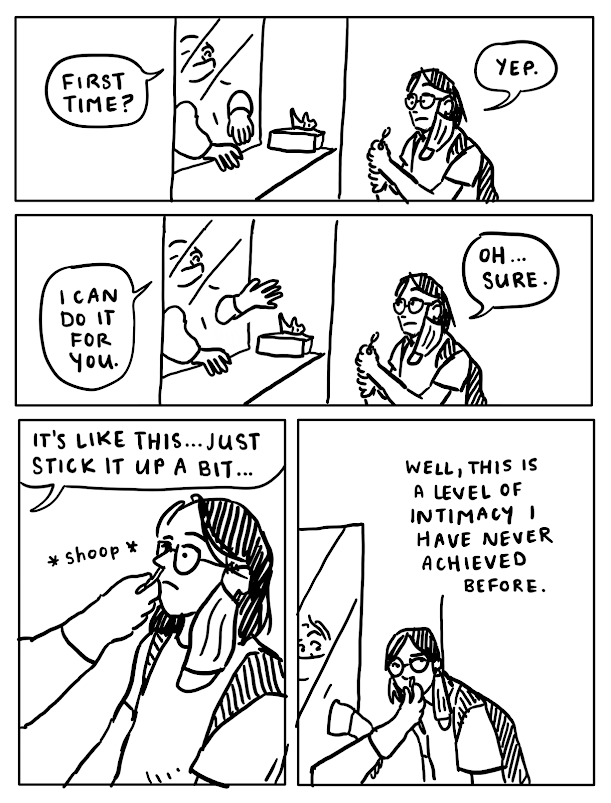 FIRST
TIME?
YEP.
I CAN
DO IT
FOR
YOU.
OH...
SURE.
IT'S LIKE THIS...JUST
STICK IT UP A BIT...
*shoop*
WELL, THIS IS
A LEVEL OF
INTIMACY I
HAVE NEVER
ACHIEVED
BEFORE.